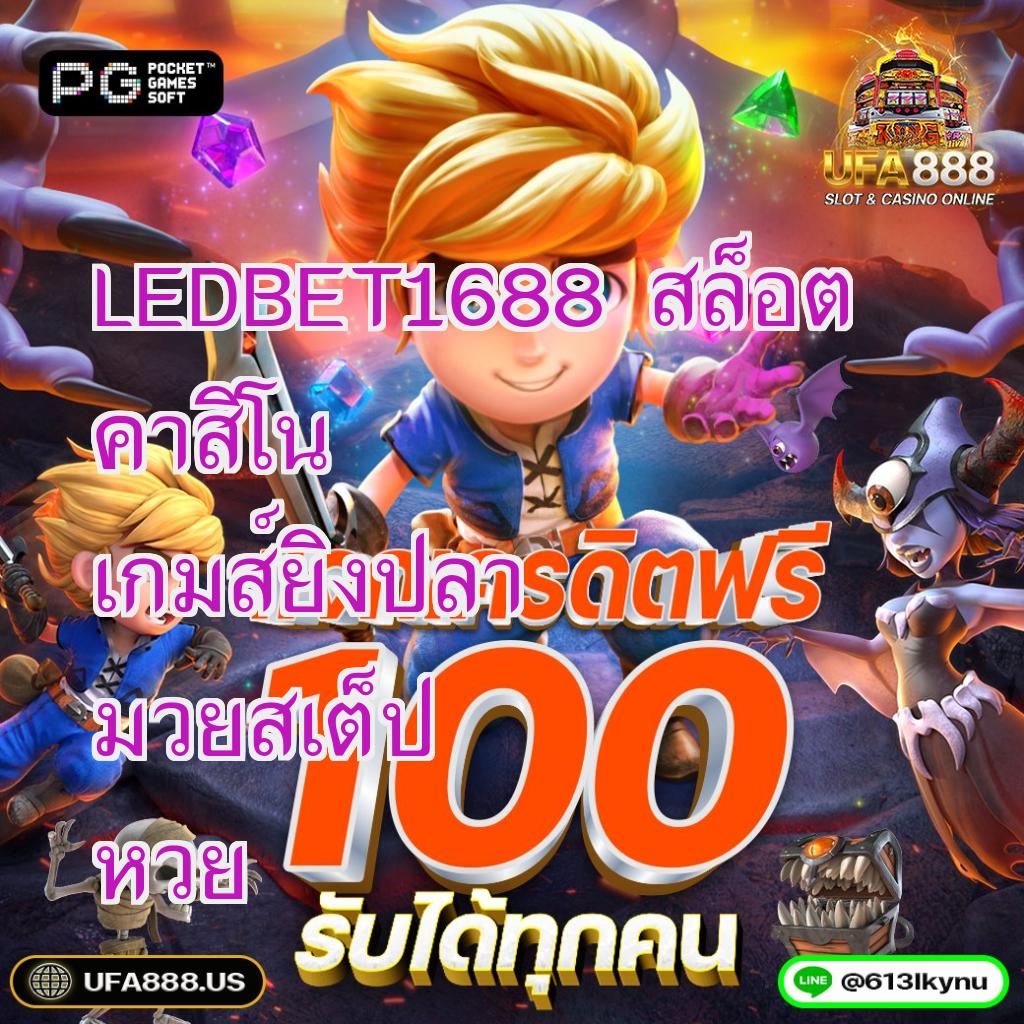 PG POCKET GAMES SOFT™
UFA888
SLOT & CASINO ONLINE
LEDBET1688 สล็อต
คาสิโน
เกมส์ยิงปลา
เครดิตฟรี
มวยสเต็ป
100
หวย
รับได้ทุกคน
UFA888.US
LINE @613lkynu